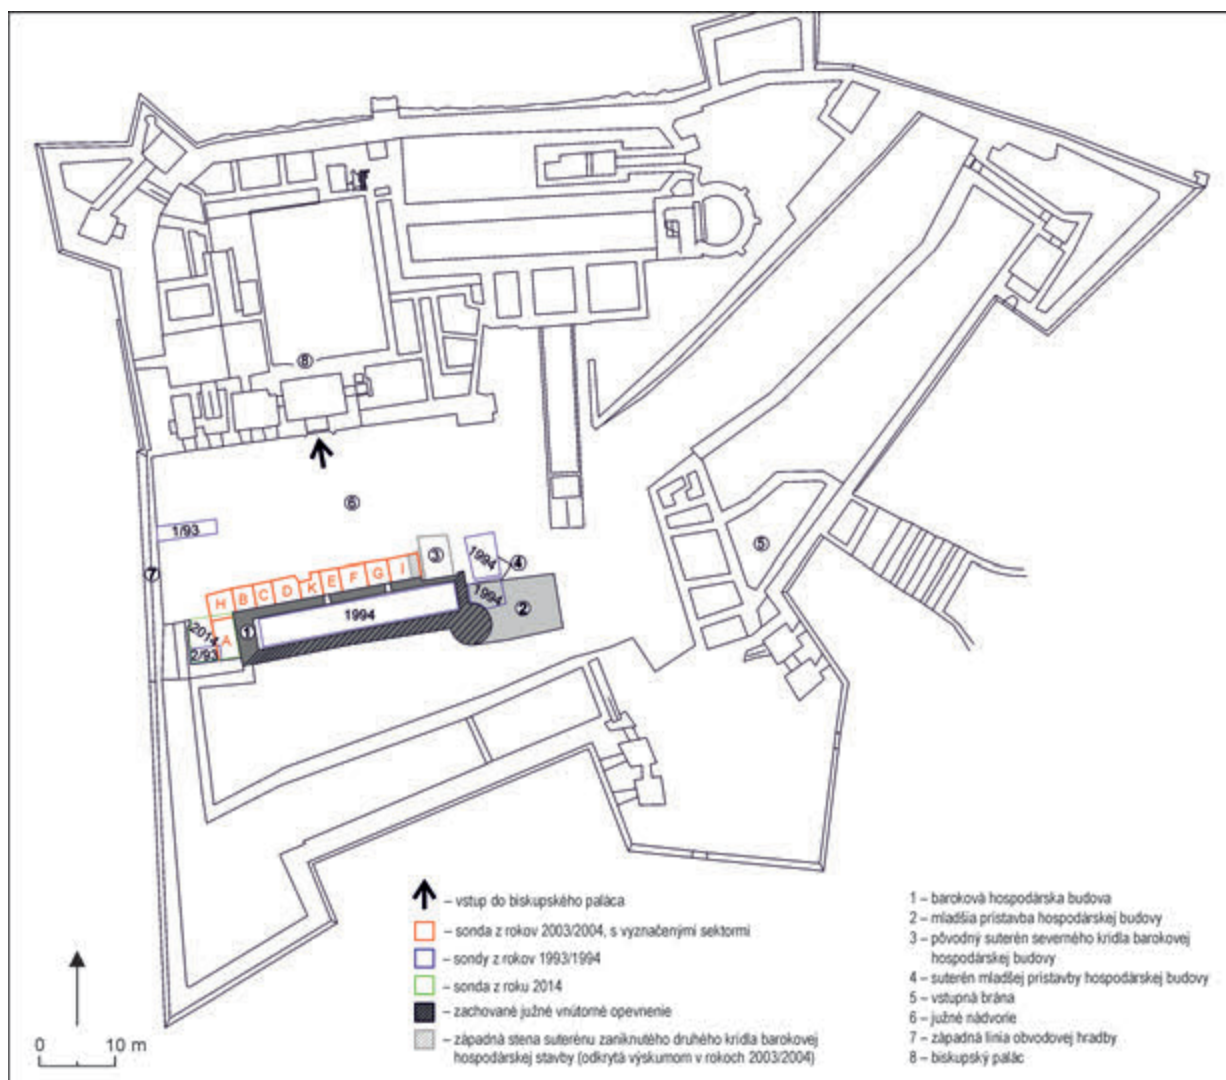 8
6
1/93
7
3
1994
4
1994
5
H B C D K E F G I
2
1994
1
2014
A
2/93
– vstup do biskupského paláca
– sonda z rokov 2003/2004, s vyznačenými sektormi
– sondy z rokov 1993/1994
– sonda z roku 2014
– zachované južné vnútorné opevnenie
– západná stena suterénu zaniknutého druhého krídla barokovej
hospodárskej stavby (odkrytá výskumom v rokoch 2003/2004)
1 – baroková hospodárska budova
2 – mladšia prístavba hospodárskej budovy
3 – pôvodný suterén severného krídla barokovej
hospodárskej budovy
4 – suterén mladšej prístavby hospodárskej budovy
5 – vstupná brána
6 – južné nádvorie
7 – západná línia obvodovej hradby
8 – biskupský palác
0 10 m